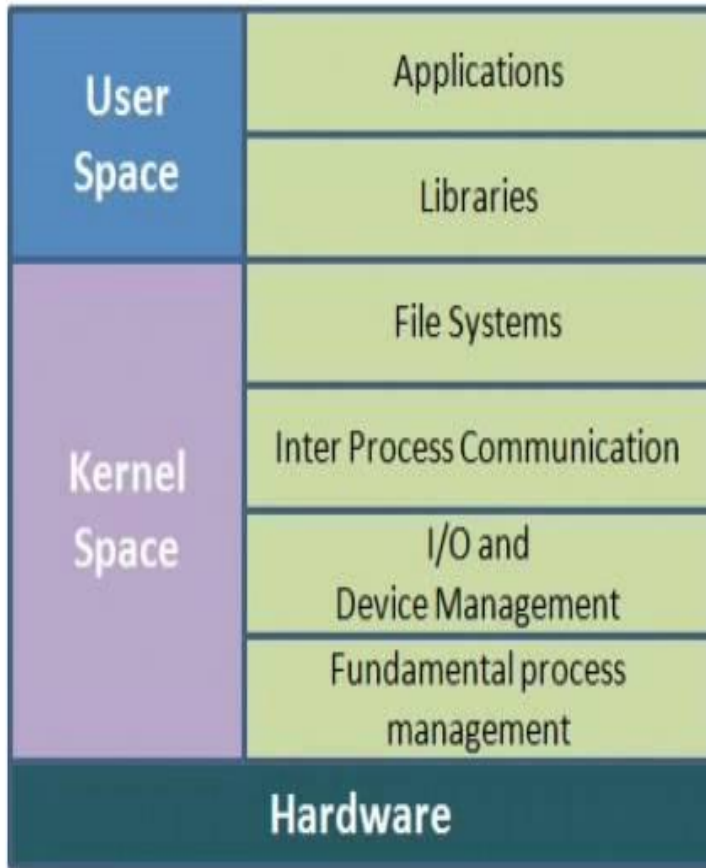 User
Space
Applications
Libraries
Kernel
Space
File Systems
Inter Process Communication
I/O and
Device Management
Fundamental process
management
Hardware